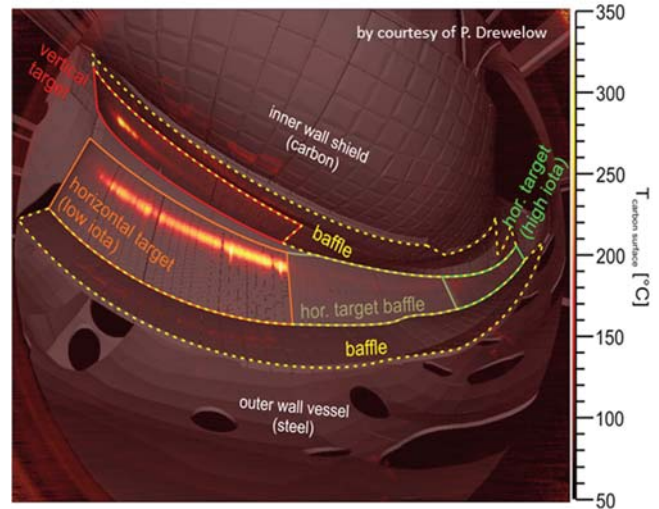 by courtesy of P. Drewelow
vertical
target
inner wall shield
(carbon)
hor. target
(high iota)
horizontal target
(low iota)
baffle
hor. target baffle
baffle
outer wall vessel
(steel)
350
300
250
200
150
100
50
T carbon surface [°C]